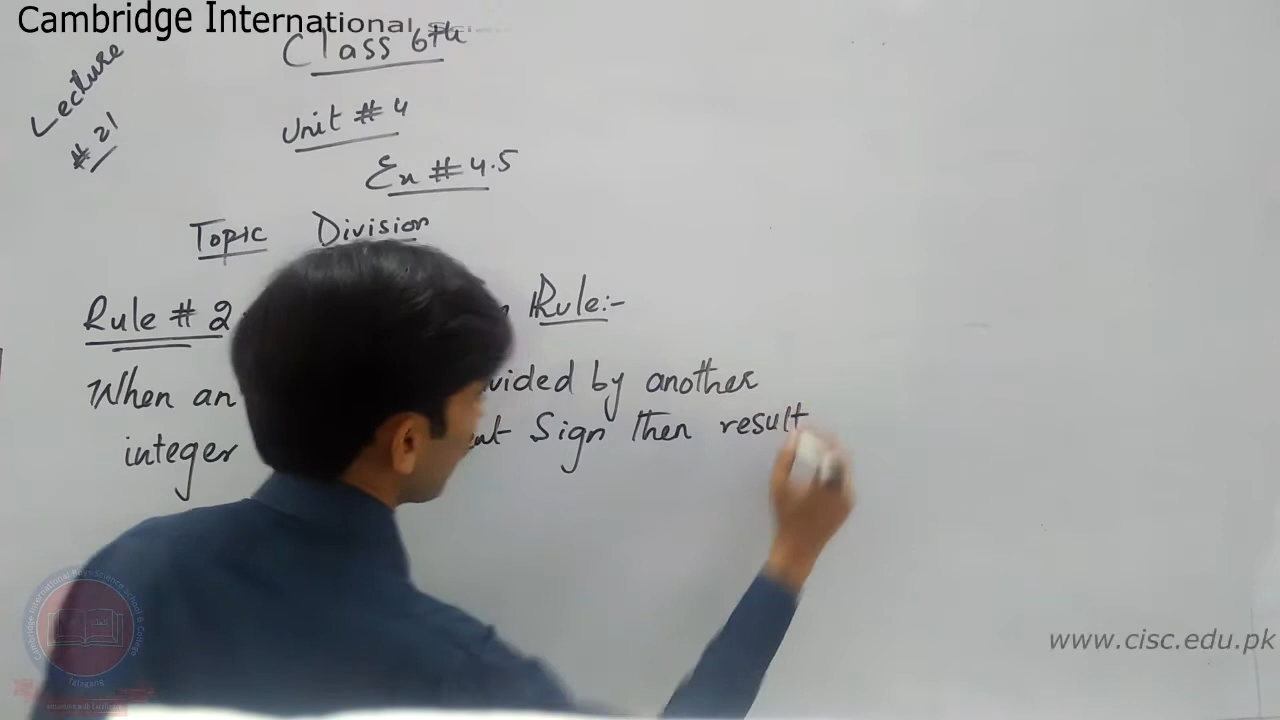 Cambridge International
Lecture
# 21
Class 6th
Unit # 4
Ex # 4.5
Topic Division
Rule # 2 Rule:-
When an by another
integer Sign then result
www.cisc.edu.pk